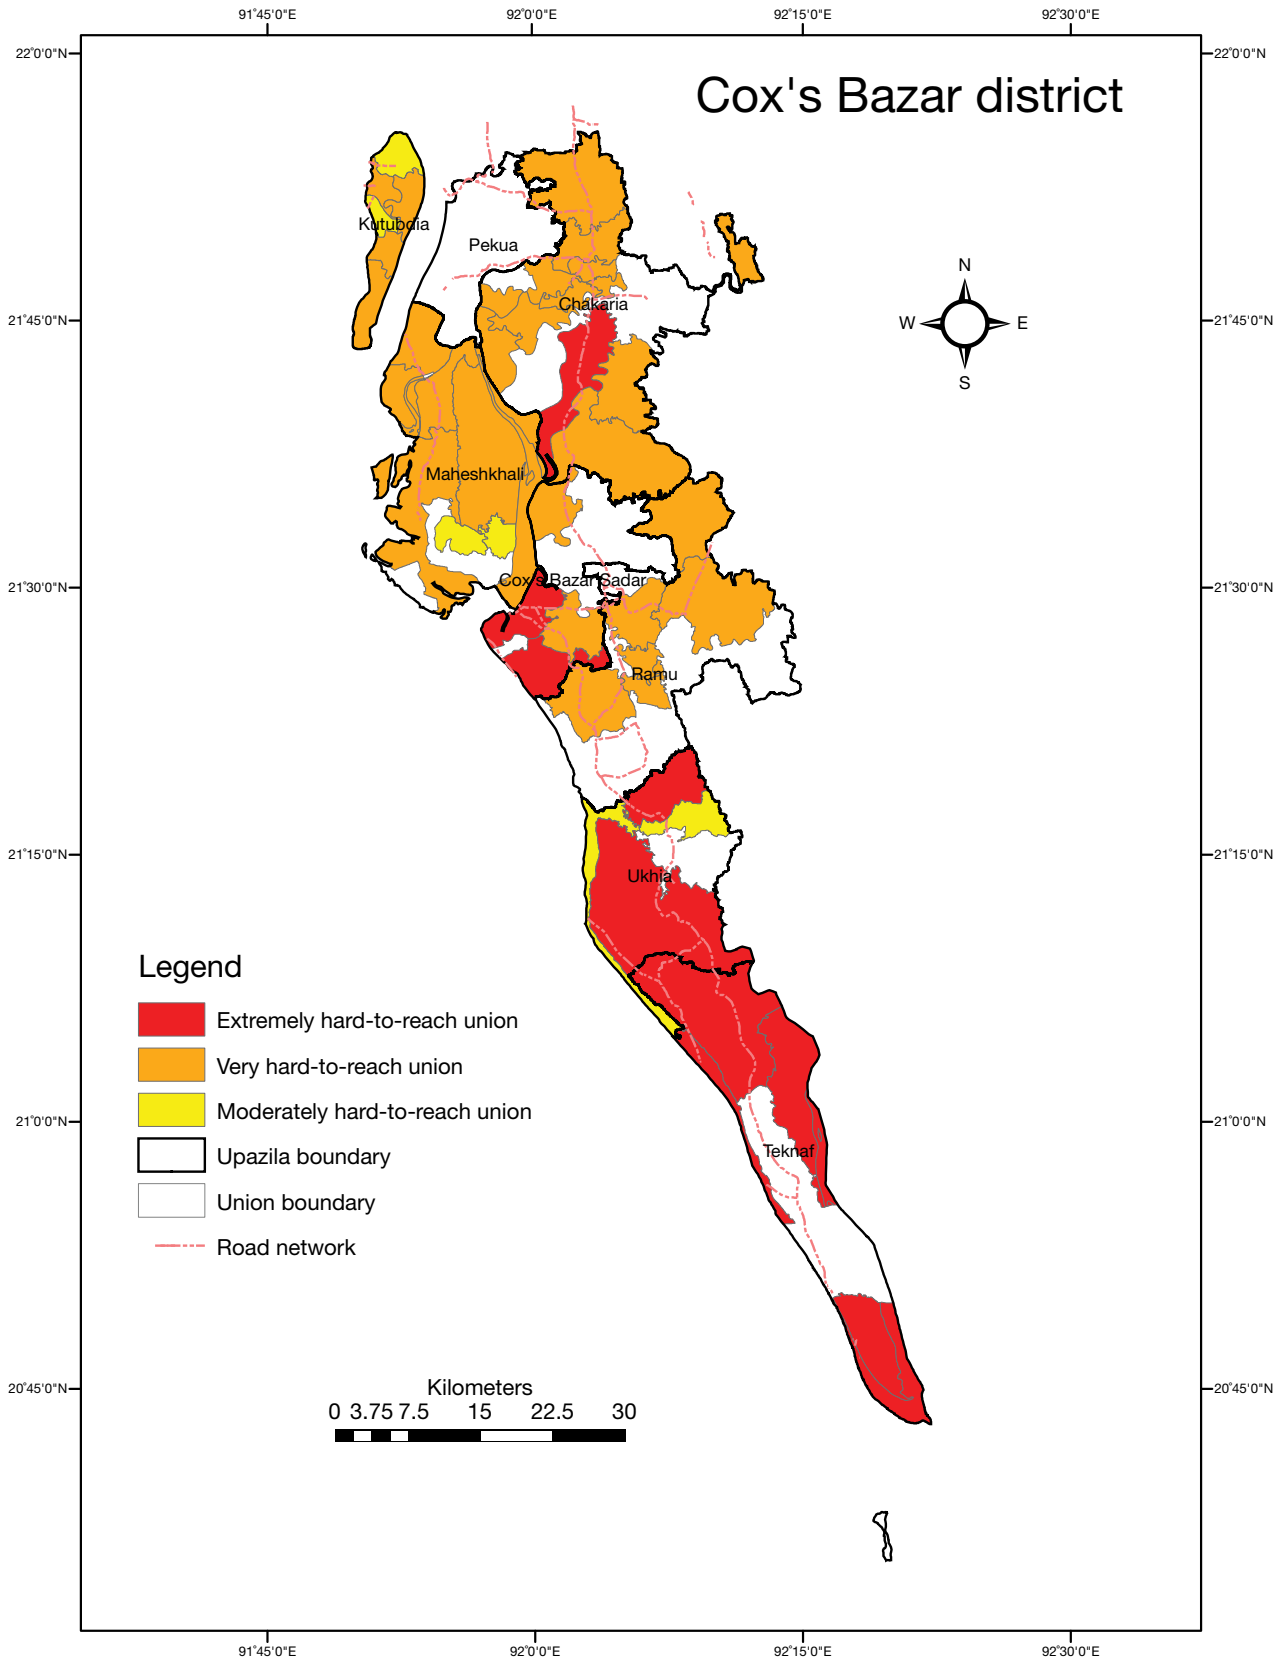 91°45'0"E 92°0'0"E 92°15'0"E 92°30'0"E
22°0'0"N 22°0'0"N
Cox's Bazar district
Kutubdia
Pekua
N
Chakaria
W E
21°45'0"N 21°45'0"N
S
Maheshkhali
Cox's Bazar Sadar
21°30'0"N 21°30'0"N
Ramu
21°15'0"N 21°15'0"N
Ukhia
Legend
Extremely hard-to-reach union
Very hard-to-reach union
Moderately hard-to-reach union
21°0'0"N 21°0'0"N
Teknaf
Upazila boundary
Union boundary
Road network
Kilometers
20°45'0"N 20°45'0"N
0 3.75 7.5 15 22.5 30
91°45'0"E 92°0'0"E 92°15'0"E 92°30'0"E